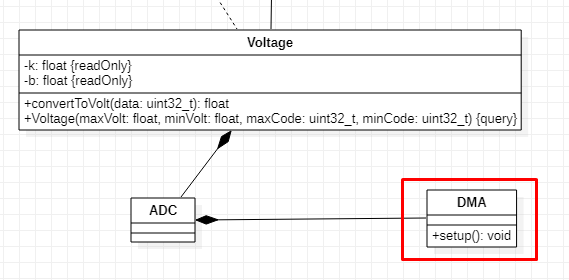 Voltage
-k: float {readOnly}
-b: float {readOnly}
+convertToVolt(data: uint32_t): float
+Voltage(maxVolt: float, minVolt: float, maxCode: uint32_t, minCode: uint32_t) {query}
ADC
DMA
+setup(): void